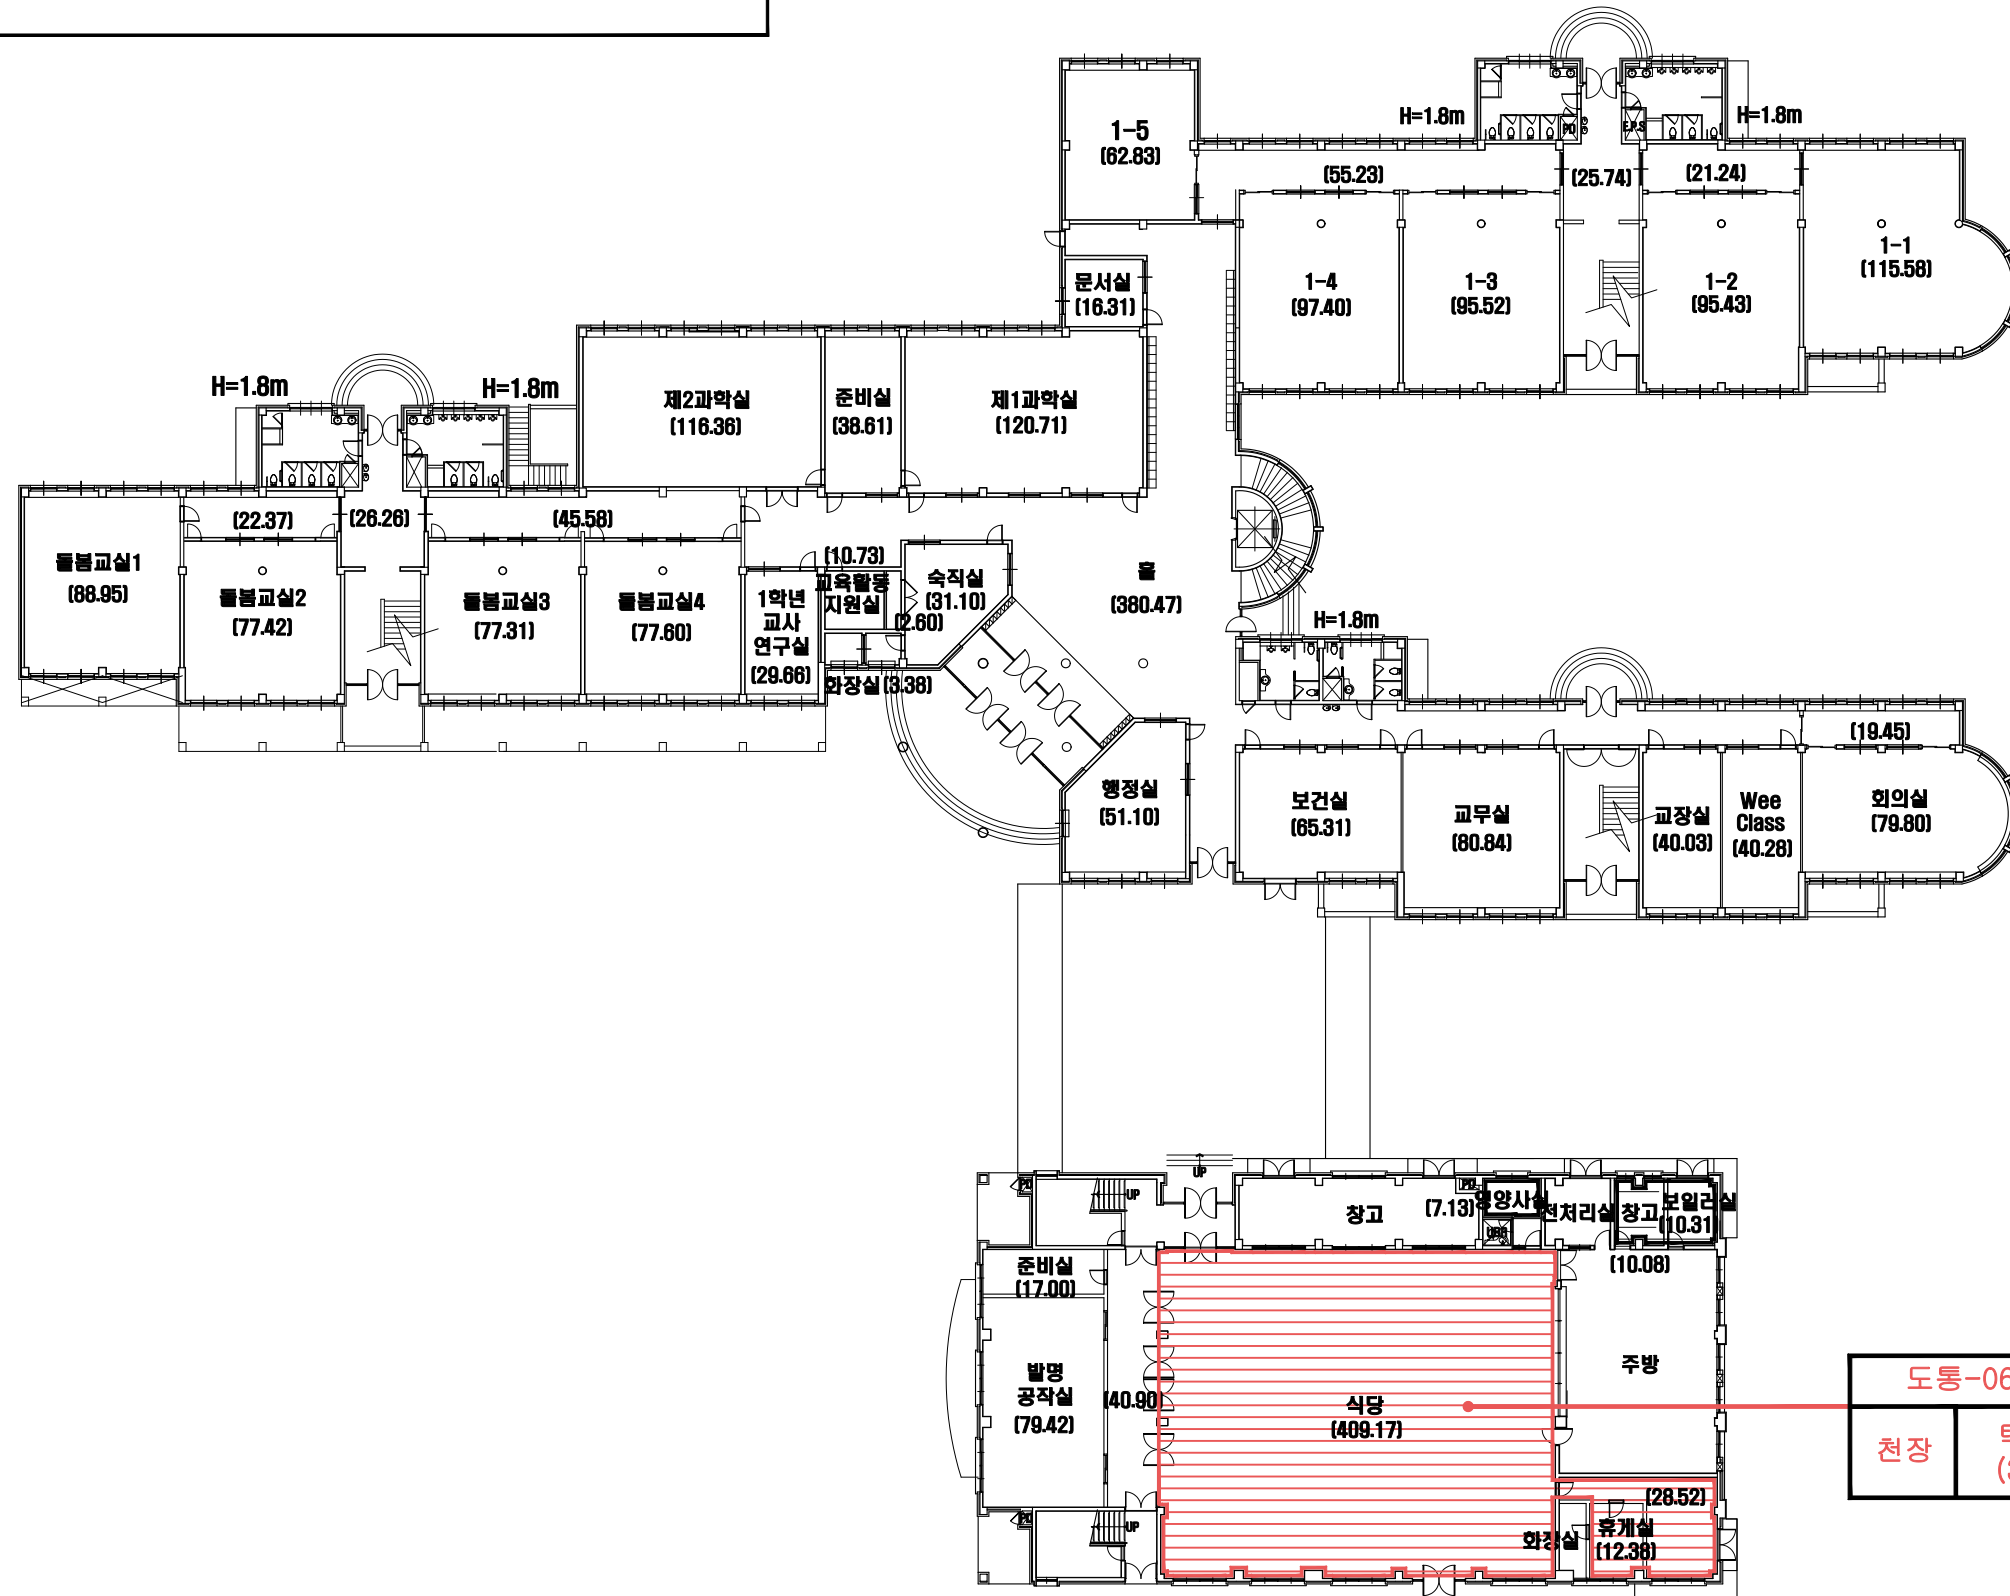 1-5
(62.83)
H=1.8m
PD
E.P.S
H=1.8m
(55.23)
(25.74)
(21.24)
1-4
(97.40)
1-3
(95.52)
1-2
(95.43)
1-1
(115.58)
문서실
(16.31)
H=1.8m
H=1.8m
제2과학실
(116.36)
준비실
(38.61)
제1과학실
(120.71)
(22.37)
(26.26)
(45.58)
돌봄교실1
(88.95)
돌봄교실2
(77.42)
돌봄교실3
(77.31)
돌봄교실4
(77.60)
1학년
교사
연구실
(29.66)
(10.73)
교육활동
지원실
(2.60)
숙직실
(31.10)
화장실(3.38)
홀
(380.47)
H=1.8m
행정실
(51.10)
보건실
(65.31)
교무실
(80.84)
교장실
(40.03)
Wee
Class
(40.28)
(19.45)
회의실
(79.80)
UP
PD
UP
창고
PD
(7.13)
영양사실
전처리실
창고
보일러실
(10.31)
준비실
(17.00)
(10.08)
발명
공작실
(79.42)
(40.90)
식당
(409.17)
주방
도통-06
천장
(28.52)
화장실
휴게실
(12.38)
PD
UP